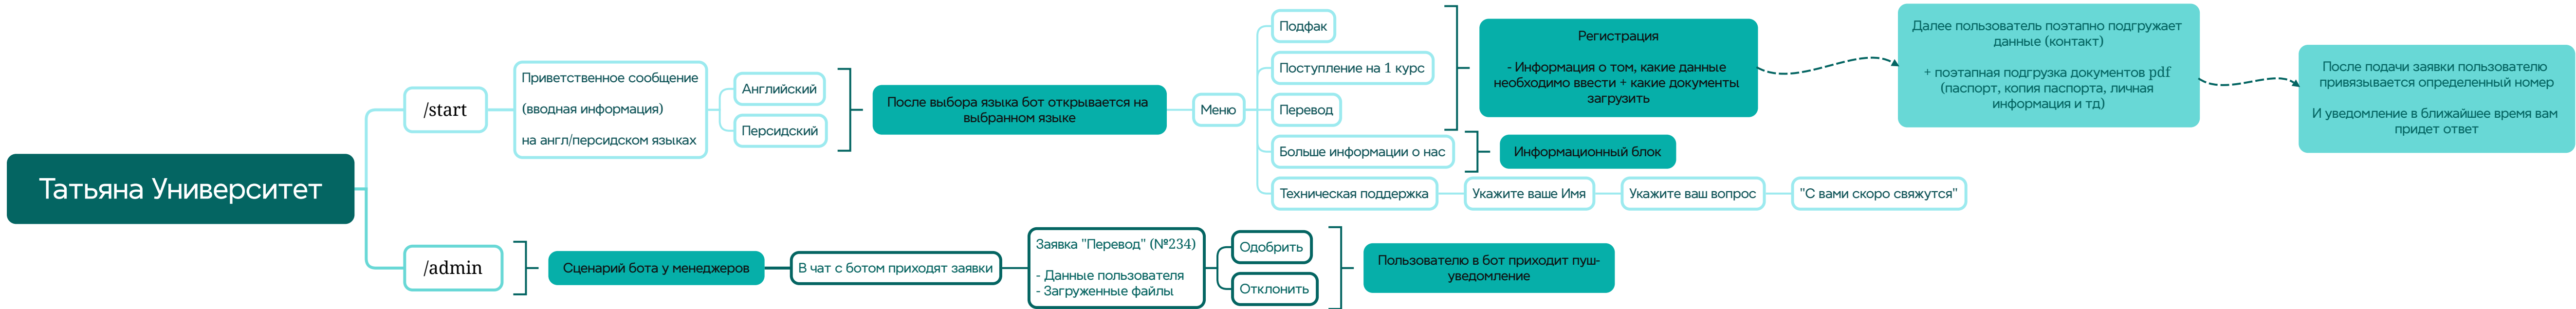 Татьяна Университет
/start
Приветственное сообщение
(вводная информация)
на англ/персидском языках
Английский
Персидский
После выбора языка бот открывается на
выбранном языке
Меню
Подфак
Поступление на 1 курс
Перевод
Больше информации о нас
Техническая поддержка
Регистрация
- Информация о том, какие данные
необходимо ввести + какие документы
загрузить
Далее пользователь поэтапно подгружает
данные (контакт)
+ поэтапная подгрузка документов pdf
(паспорт, копия паспорта, личная
информация и тд)
После подачи заявки пользователю
привязывается определенный номер
И уведомление в ближайшее время вам
придет ответ
Информационный блок
Укажите ваше Имя
Укажите ваш вопрос
"С вами скоро свяжутся"
/admin
Сценарий бота у менеджеров
В чат с ботом приходят заявки
Заявка "Перевод" (№234)
- Данные пользователя
- Загруженные файлы
Одобрить
Отклонить
Пользователю в бот приходит пуш-
уведомление